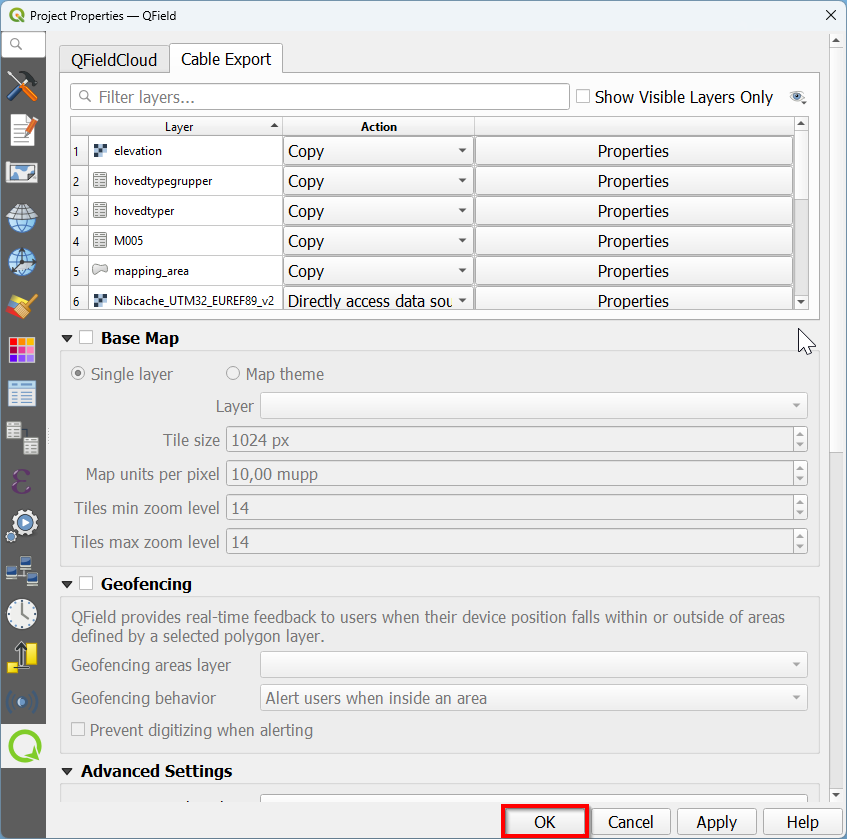 Project Properties — QField
QFieldCloud Cable Export
Filter layers... Show Visible Layers Only
Layer Action
1 elevation Copy Properties
2 hovedtypegrupper Copy Properties
3 hovedtyper Copy Properties
4 M005 Copy Properties
5 mapping_area Copy Properties
6 Nibcache_UTM32_EUREF89_v2 Directly access data sou Properties
Base Map
Single layer Map theme
Layer
Tile size 1024 px
Map units per pixel 10,00 mupp
Tiles min zoom level 14
Tiles max zoom level 14
Geofencing
QField provides real-time feedback to users when their device position falls within or outside of areas
defined by a selected polygon layer.
Geofencing areas layer
Geofencing behavior Alert users when inside an area
Prevent digitizing when alerting
Advanced Settings
OK Cancel Apply Help